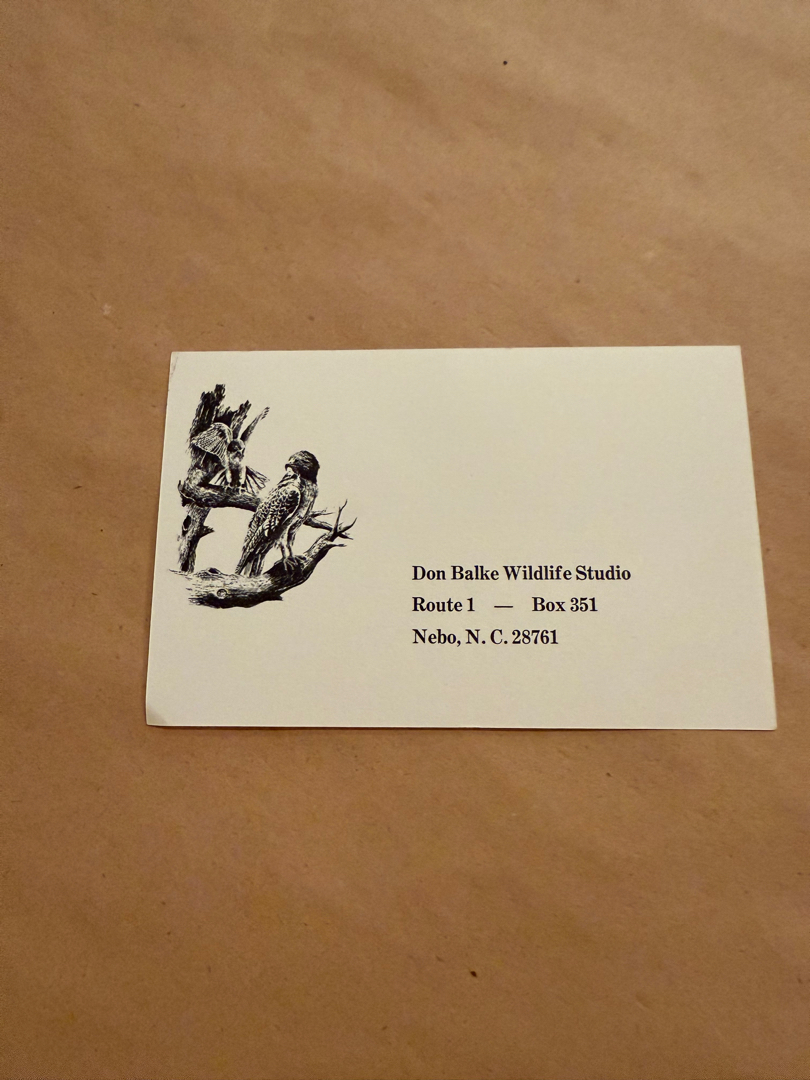 Don Balke Wildlife Studio
Route 1 — Box 351
Nebo, N. C. 28761